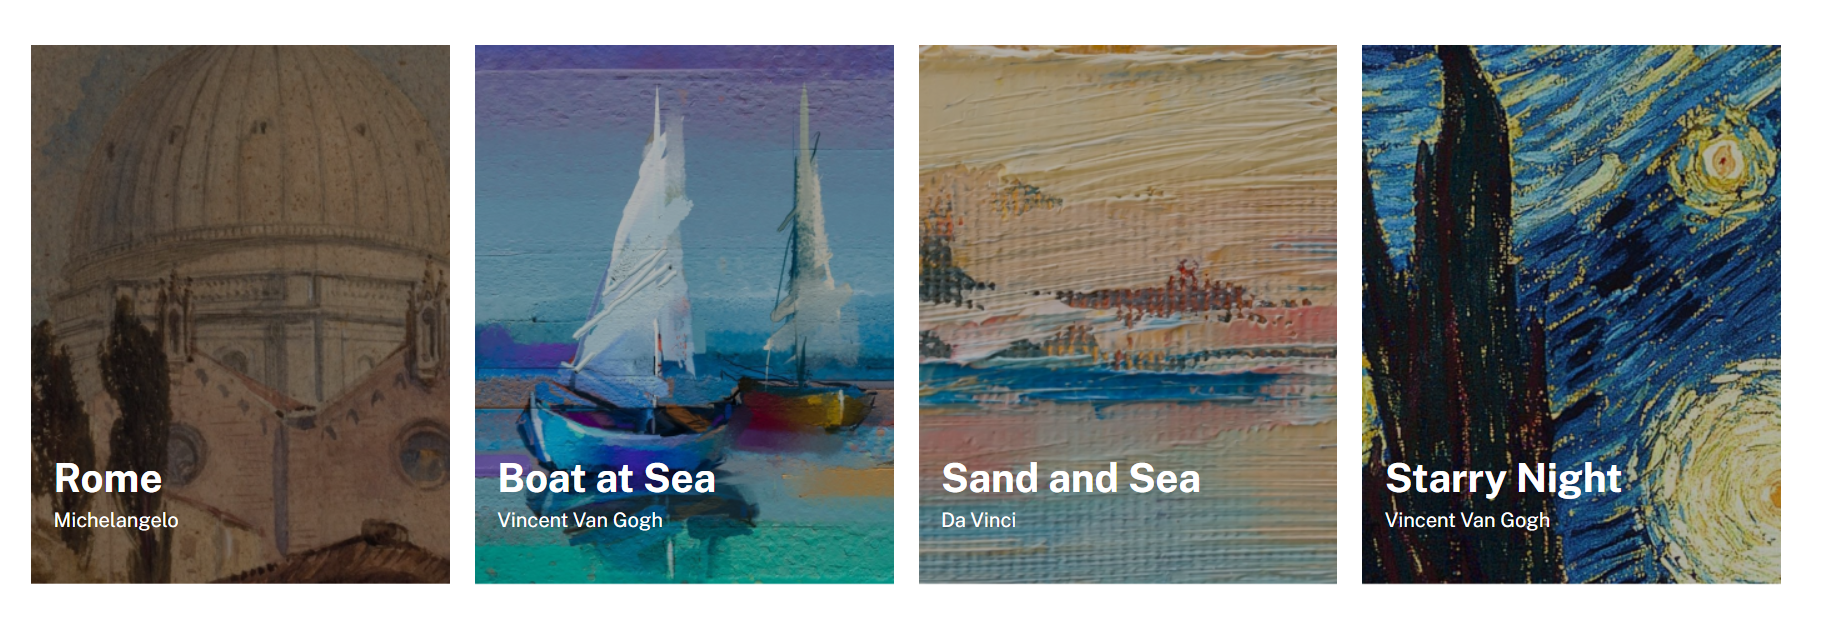 Rome
Michelangelo
Boat at Sea
Vincent Van Gogh
Sand and Sea
Da Vinci
Starry Night
Vincent Van Gogh